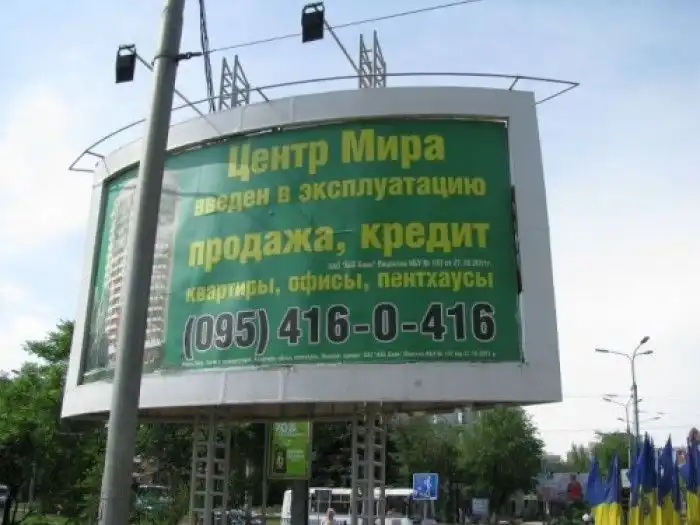 Центр Мира
введен в эксплуатацию
продажа, кредит
квартиры, офисы, пентхаусы
(095) 416-0-416